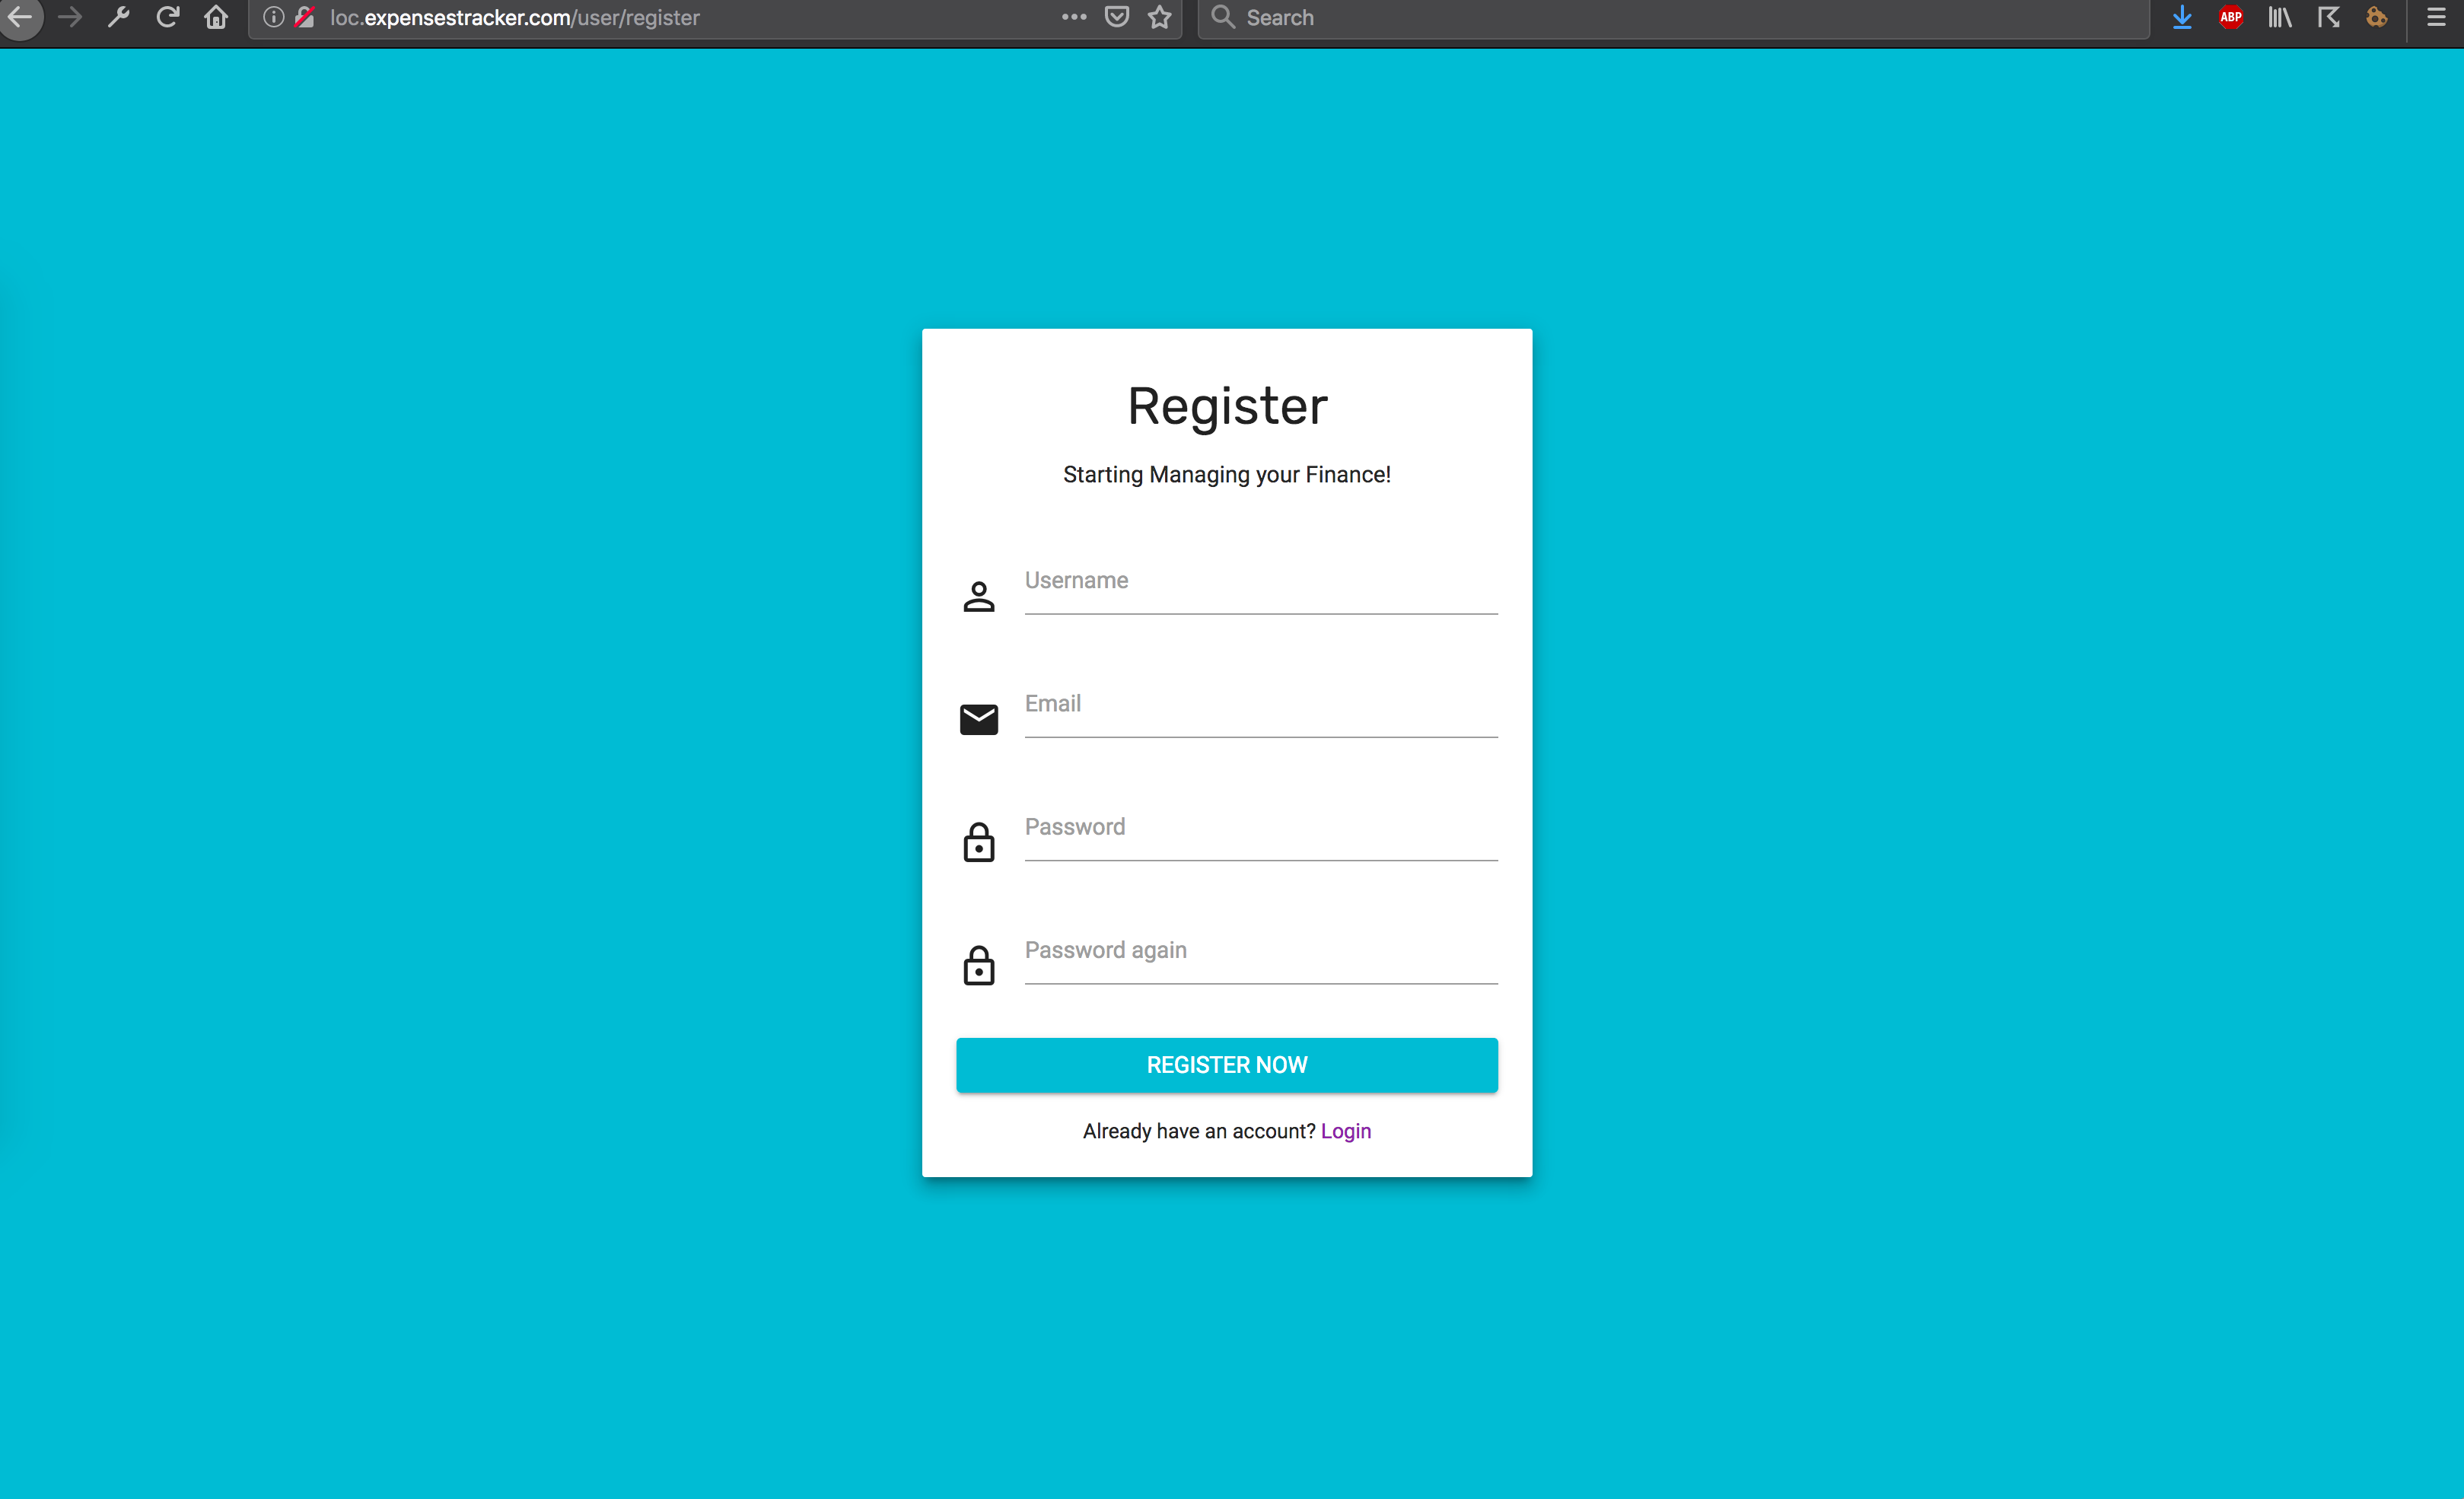 loc.expensestracker.com/user/register
Search
ABP
Register
Starting Managing your Finance!
Username
Email
Password
Password again
REGISTER NOW
Already have an account? Login